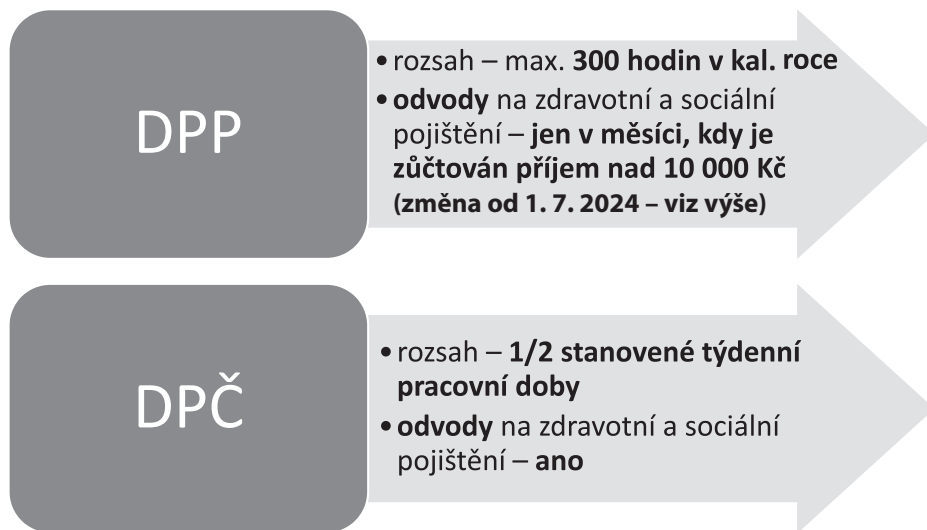 DPP
• rozsah – max. 300 hodin v kal. roce
• odvody na zdravotní a sociální
pojištění – jen v měsíci, kdy je
zůčtován příjem nad 10 000 Kč
(změna od 1. 7. 2024 – viz výše)
DPČ
• rozsah – 1/2 stanovené týdenní
pracovní doby
• odvody na zdravotní a sociální
pojištění – ano